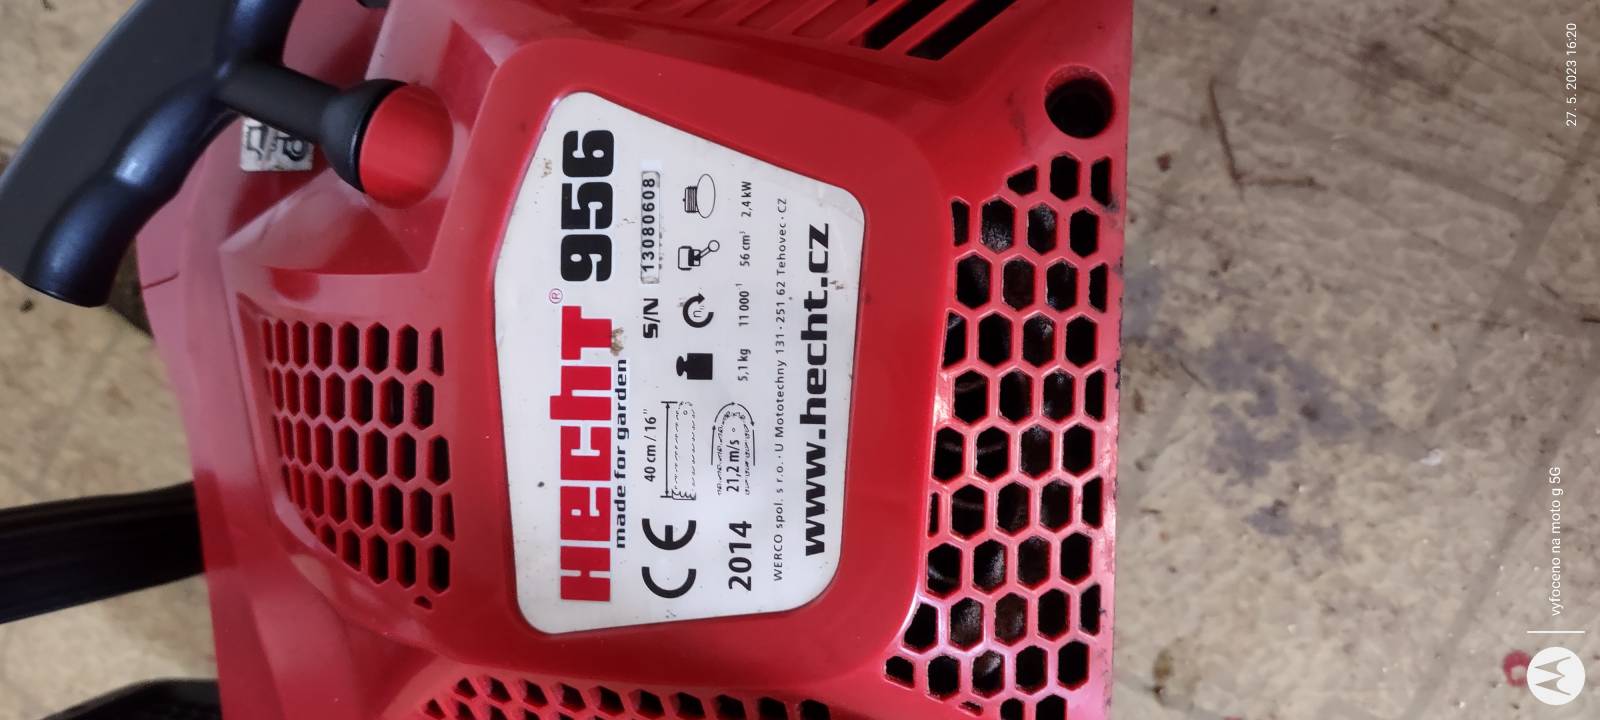 HECHT® 956
made for garden
S/N 13080608
40 cm / 16"
n
21,2 m/s
5,1 kg
11 000⁻¹
56 cm³
2,4 kW
CE
2014
WERCO spol. s r.o. · U Mototechny 131 · 251 62 Tehovec · CZ
www.hecht.cz
27. 5. 2023 16:20
vyfoceno na moto g 5G